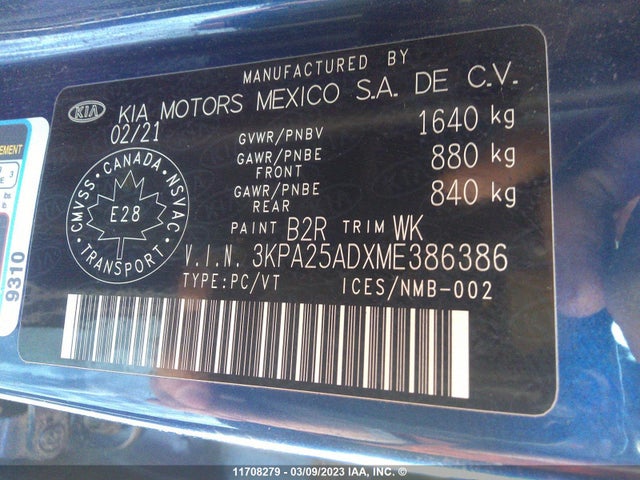 MANUFACTURED BY
KIA KIA MOTORS MEXICO S.A. DE C.V.
02/21
GVWR/PNBV 1640 kg
GAWR/PNBE FRONT 880 kg
GAWR/PNBE REAR 840 kg
CMVSS · CANADA · NSVAC
E28
TRANSPORT
PAINT B2R TRIM WK
V.I.N. 3KPA25ADXME386386
TYPE:PC/VT ICES/NMB-002
9310
11708279 - 03/09/2023 IAA, INC. ©